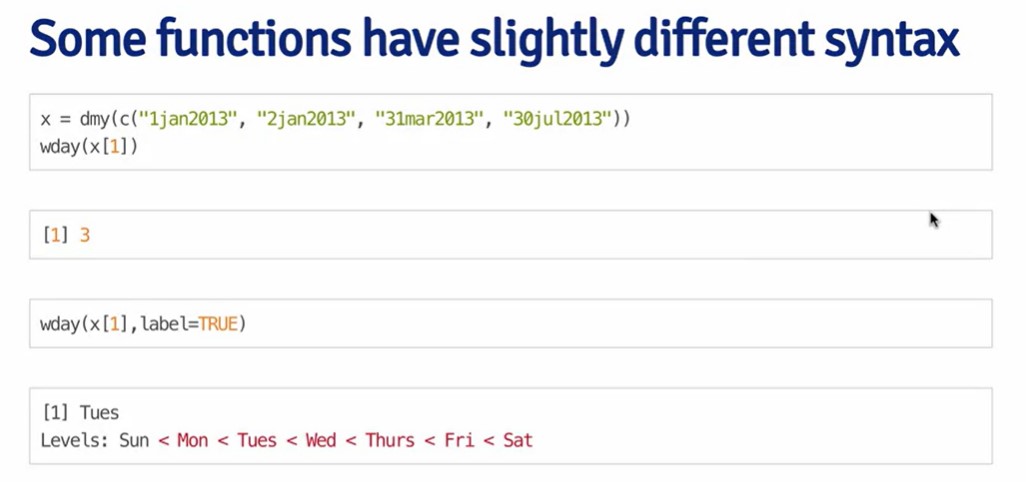 Some functions have slightly different syntax
x = dmy(c("1jan2013", "2jan2013", "31mar2013", "30jul2013"))
wday(x[1])
[1] 3
wday(x[1],label=TRUE)
[1] Tues
Levels: Sun < Mon < Tues < Wed < Thurs < Fri < Sat